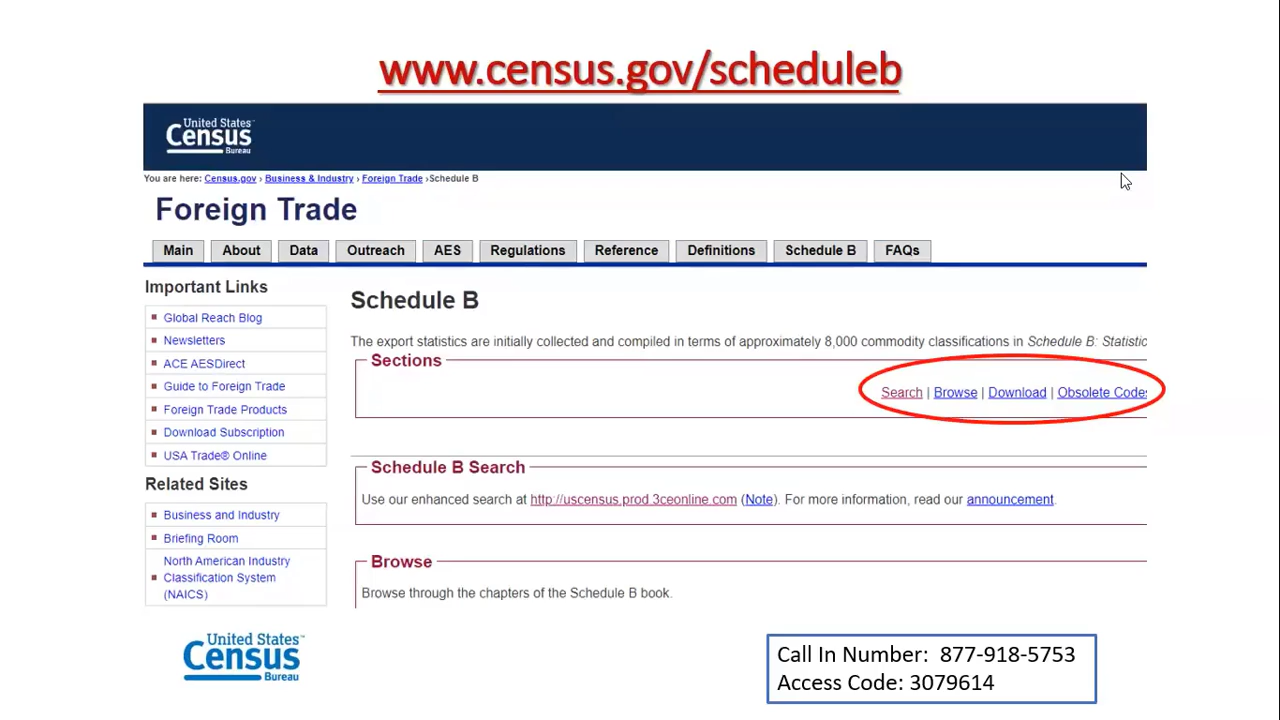 www.census.gov/scheduleb
United States™
Census
Bureau
You are here: Census.gov › Business & Industry › Foreign Trade ›Schedule B
Foreign Trade
Main
About
Data
Outreach
AES
Regulations
Reference
Definitions
Schedule B
FAQs
Important Links
Global Reach Blog
Newsletters
ACE AESDirect
Guide to Foreign Trade
Foreign Trade Products
Download Subscription
USA Trade® Online
Related Sites
Business and Industry
Briefing Room
North American Industry
Classification System
(NAICS)
Schedule B
The export statistics are initially collected and compiled in terms of approximately 8,000 commodity classifications in Schedule B: Statistic
Sections
Search | Browse | Download | Obsolete Codes
Schedule B Search
Use our enhanced search at http://uscensus.prod.3ceonline.com (Note). For more information, read our announcement.
Browse
Browse through the chapters of the Schedule B book.
United States™
Census
Bureau
Call In Number: 877-918-5753
Access Code: 3079614